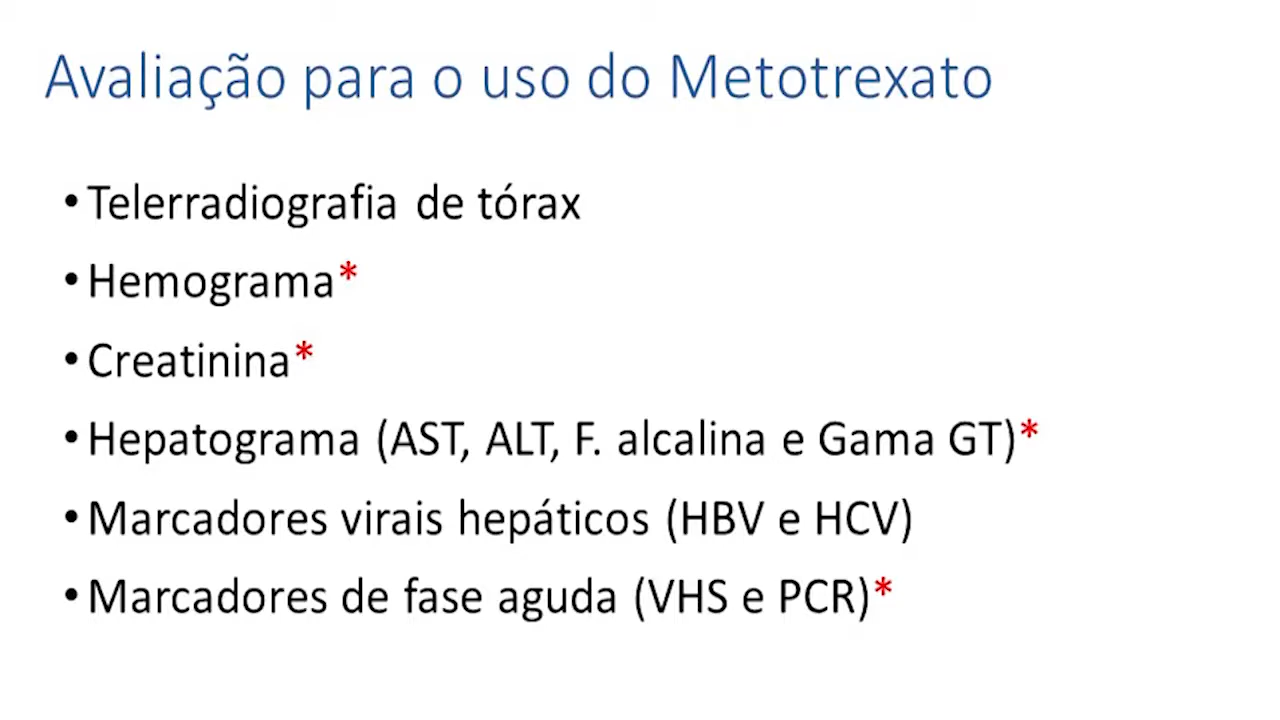 Avaliação para o uso do Metotrexato
• Telerradiografia de tórax
• Hemograma*
• Creatinina*
• Hepatograma (AST, ALT, F. alcalina e Gama GT)*
• Marcadores virais hepáticos (HBV e HCV)
• Marcadores de fase aguda (VHS e PCR)*